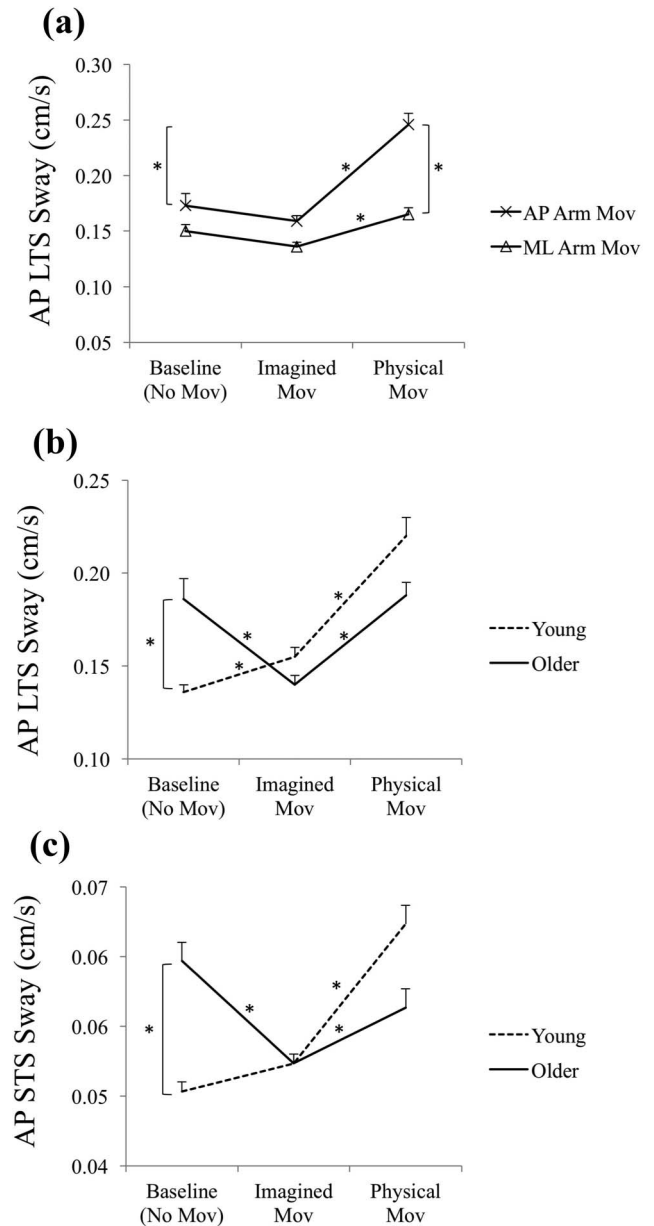 (a)
0.30
0.25
0.20
0.15
0.10
0.05
AP LTS Sway (cm/s)
*
*
*
*
AP Arm Mov
ML Arm Mov
Baseline
(No Mov)
Imagined
Mov
Physical
Mov
(b)
0.25
0.20
0.15
0.10
AP LTS Sway (cm/s)
*
*
*
*
*
Young
Older
Baseline
(No Mov)
Imagined
Mov
Physical
Mov
(c)
0.07
0.06
0.06
0.05
0.04
AP STS Sway (cm/s)
*
*
*
*
Young
Older
Baseline
(No Mov)
Imagined
Mov
Physical
Mov